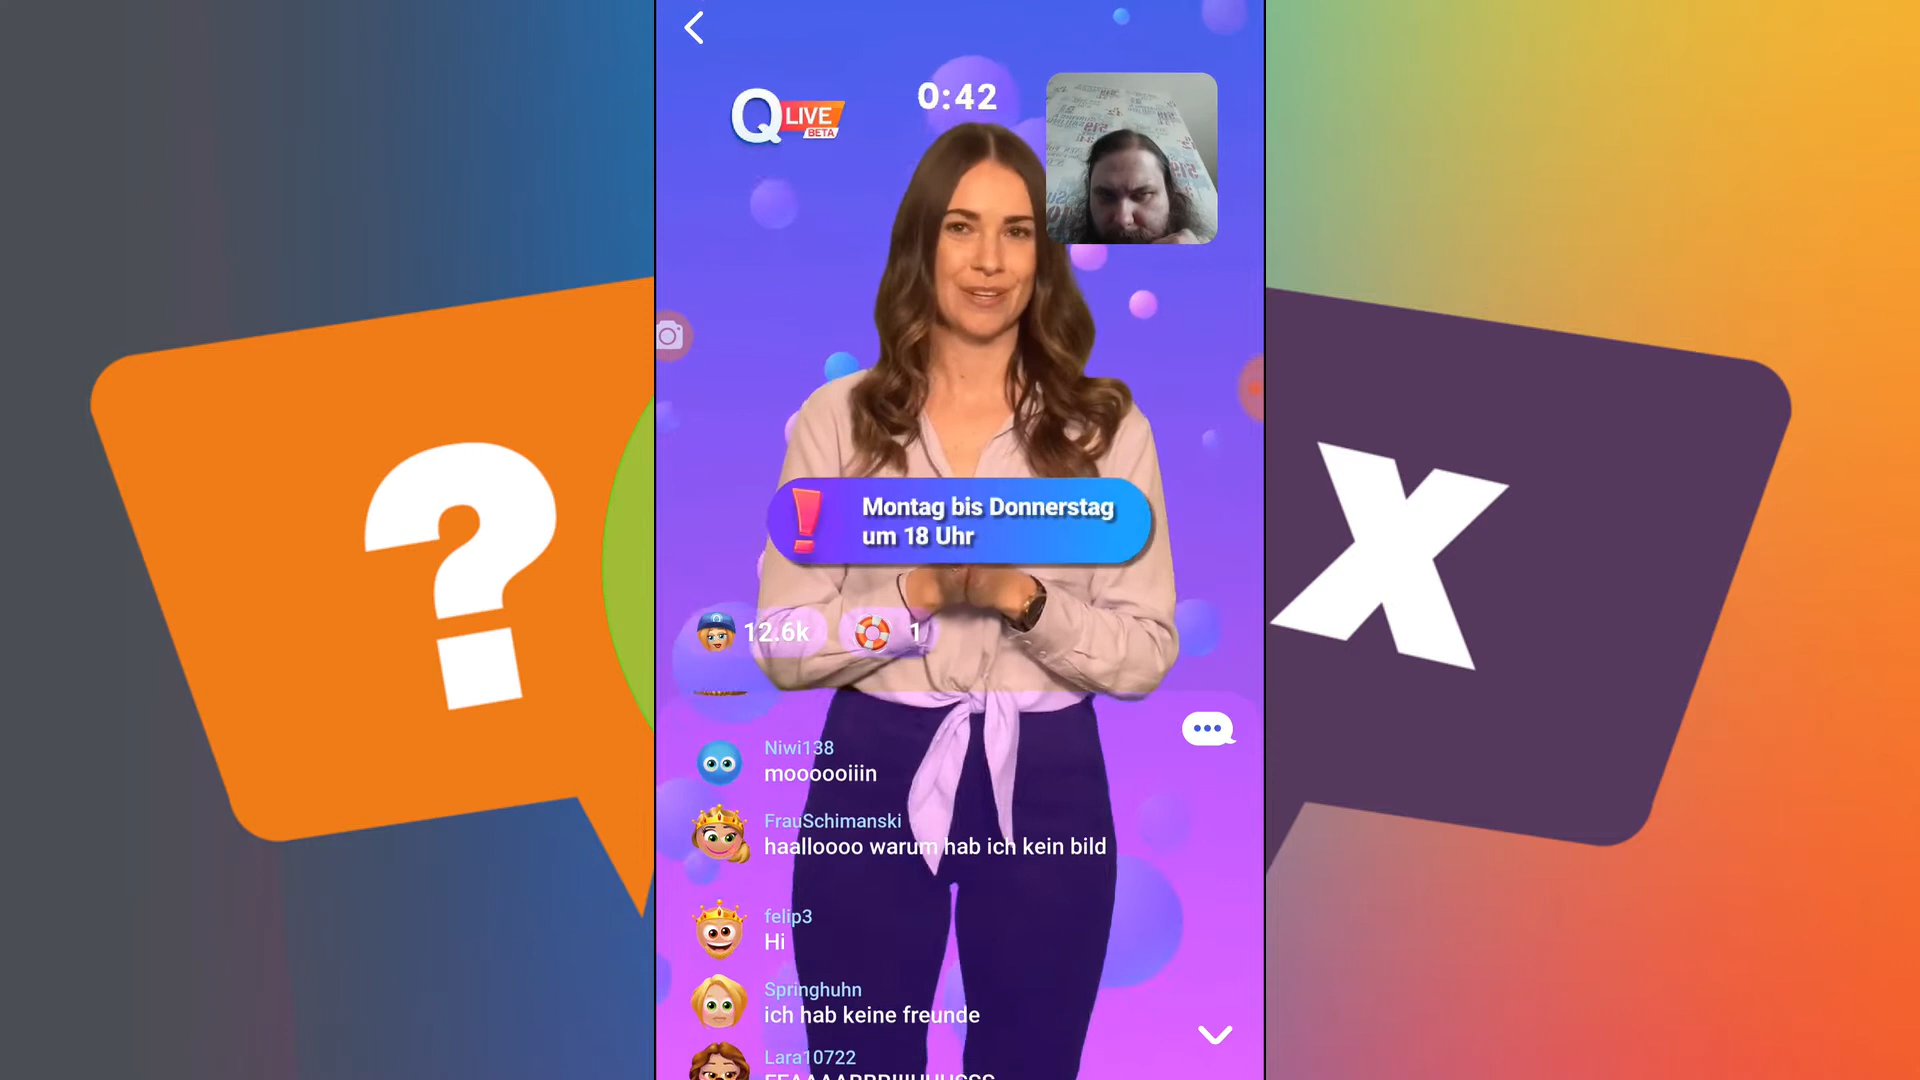 Q LIVE
BETA
0:42
?
X
Montag bis Donnerstag
um 18 Uhr
12.6k
1
Niwi138
moooooiiin
FrauSchimanski
haalloooo warum hab ich kein bild
felip3
Hi
Springhuhn
ich hab keine freunde
Lara10722